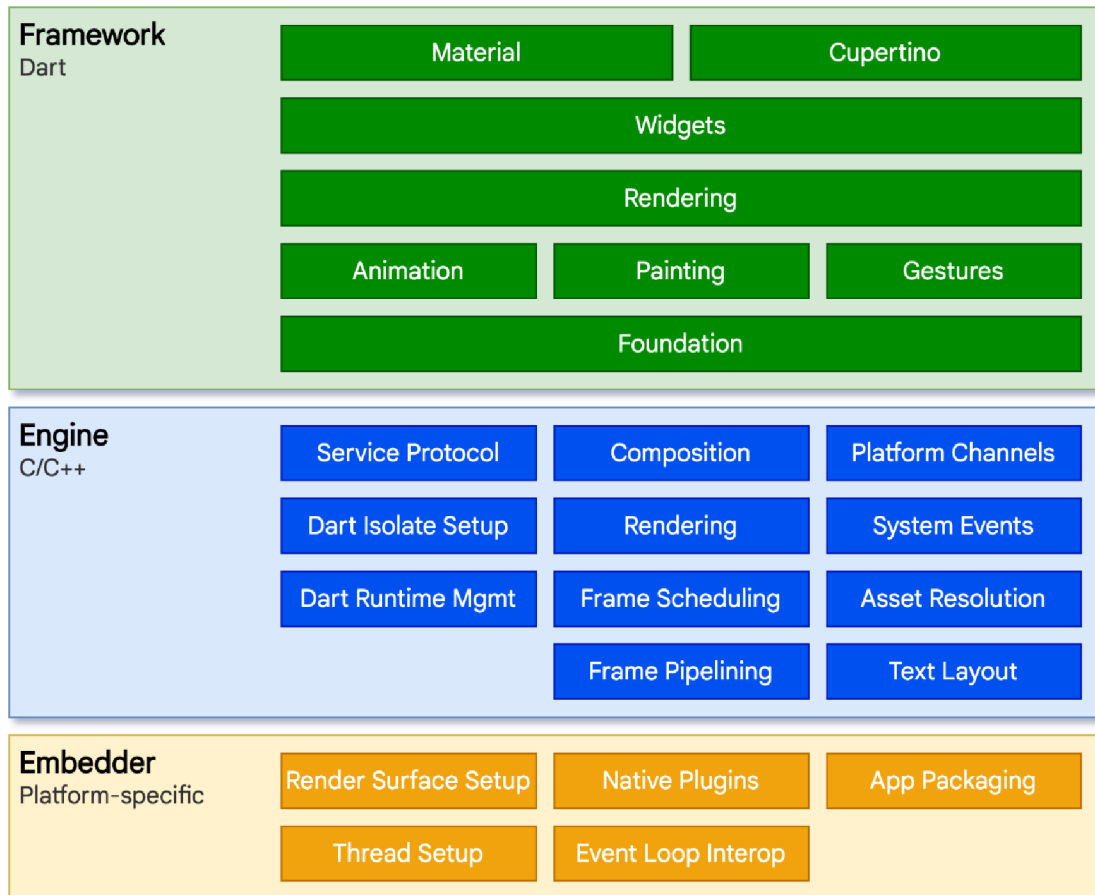 Framework
Dart
Material Cupertino
Widgets
Rendering
Animation Painting Gestures
Foundation
Engine
C/C++
Service Protocol Composition Platform Channels
Dart Isolate Setup Rendering System Events
Dart Runtime Mgmt Frame Scheduling Asset Resolution
Frame Pipelining Text Layout
Embedder
Platform-specific
Render Surface Setup Native Plugins App Packaging
Thread Setup Event Loop Interop